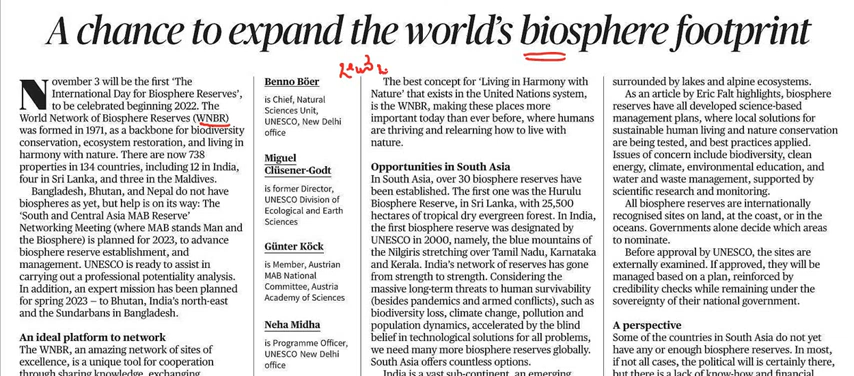 A chance to expand the world's biosphere footprint
November 3 will be the first 'The
International Day for Biosphere Reserves',
to be celebrated beginning 2022. The
World Network of Biosphere Reserves (WNBR)
was formed in 1971, as a backbone for biodiversity
conservation, ecosystem restoration, and living in
harmony with nature. There are now 738
properties in 134 countries, including 12 in India,
four in Sri Lanka, and three in the Maldives.
Bangladesh, Bhutan, and Nepal do not have
biospheres as yet, but help is on its way: The
'South and Central Asia MAB Reserve'
Networking Meeting (where MAB stands Man and
the Biosphere) is planned for 2023, to advance
biosphere reserve establishment, and
management. UNESCO is ready to assist in
carrying out a professional potentiality analysis.
In addition, an expert mission has been planned
for spring 2023 – to Bhutan, India's north-east
and the Sundarbans in Bangladesh.
An ideal platform to network
The WNBR, an amazing network of sites of
excellence, is a unique tool for cooperation
through sharing knowledge, exchanging
Benno Böer
is Chief, Natural
Sciences Unit,
UNESCO, New Delhi
office
Miguel
Clüsener-Godt
is former Director,
UNESCO Division of
Ecological and Earth
Sciences
Günter Köck
is Member, Austrian
MAB National
Committee, Austria
Academy of Sciences
Neha Midha
is Programme Officer,
UNESCO New Delhi
office
The best concept for 'Living in Harmony with
Nature' that exists in the United Nations system,
is the WNBR, making these places more
important today than ever before, where humans
are thriving and relearning how to live with
nature.
Opportunities in South Asia
In South Asia, over 30 biosphere reserves have
been established. The first one was the Hurulu
Biosphere Reserve, in Sri Lanka, with 25,500
hectares of tropical dry evergreen forest. In India,
the first biosphere reserve was designated by
UNESCO in 2000, namely, the blue mountains of
the Nilgiris stretching over Tamil Nadu, Karnataka
and Kerala. India's network of reserves has gone
from strength to strength. Considering the
massive long-term threats to human survivability
(besides pandemics and armed conflicts), such as
biodiversity loss, climate change, pollution and
population dynamics, accelerated by the blind
belief in technological solutions for all problems,
we need many more biosphere reserves globally.
South Asia offers countless options.
India is a vast sub-continent, an emerging
surrounded by lakes and alpine ecosystems.
As an article by Eric Falt highlights, biosphere
reserves have all developed science-based
management plans, where local solutions for
sustainable human living and nature conservation
are being tested, and best practices applied.
Issues of concern include biodiversity, clean
energy, climate, environmental education, and
water and waste management, supported by
scientific research and monitoring.
All biosphere reserves are internationally
recognised sites on land, at the coast, or in the
oceans. Governments alone decide which areas
to nominate.
Before approval by UNESCO, the sites are
externally examined. If approved, they will be
managed based on a plan, reinforced by
credibility checks while remaining under the
sovereignty of their national government.
A perspective
Some of the countries in South Asia do not yet
have any or enough biosphere reserves. In most,
if not all cases, the political will is certainly there,
but there is a lack of know-how and financial